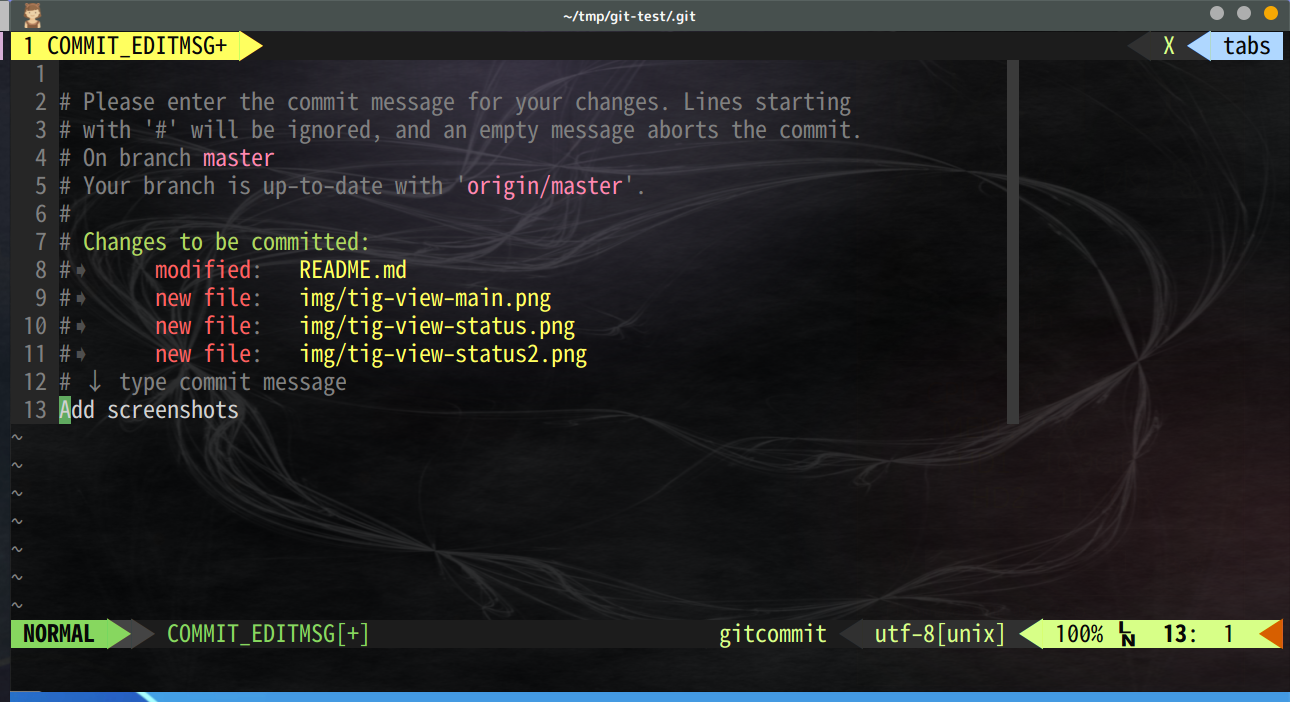 ~/tmp/git-test/.git
1 COMMIT_EDITMSG+ X tabs
1
2 # Please enter the commit message for your changes. Lines starting
3 # with '#' will be ignored, and an empty message aborts the commit.
4 # On branch master
5 # Your branch is up-to-date with 'origin/master'.
6 #
7 # Changes to be committed:
8 #➧ modified: README.md
9 #➧ new file: img/tig-view-main.png
10 #➧ new file: img/tig-view-status.png
11 #➧ new file: img/tig-view-status2.png
12 # ↓ type commit message
13 Add screenshots
~
~
~
~
~
~
~
NORMAL COMMIT_EDITMSG[+] gitcommit utf-8[unix] 100% LN 13: 1